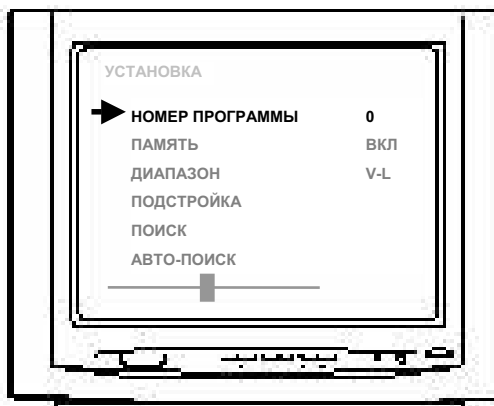 УСТАНОВКА
НОМЕР ПРОГРАММЫ 0
ПАМЯТЬ ВКЛ
ДИАПАЗОН V-L
ПОДСТРОЙКА
ПОИСК
АВТО-ПОИСК